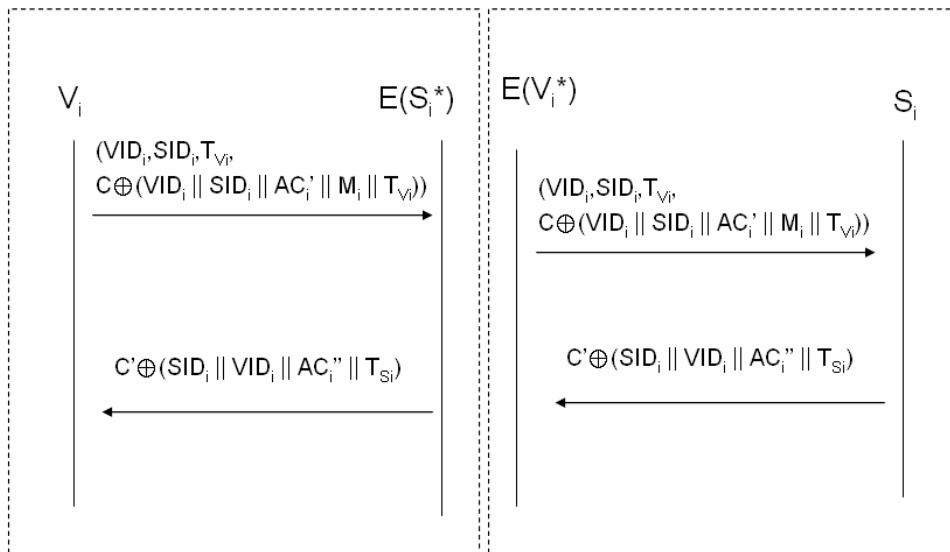 V_i
E(S_i*)
(VID_i,SID_i,T_Vi,
C⊕(VID_i || SID_i || AC_i' || M_i || T_Vi))
C'⊕(SID_i || VID_i || AC_i" || T_Si)
E(V_i*)
S_i
(VID_i,SID_i,T_Vi,
C⊕(VID_i || SID_i || AC_i' || M_i || T_Vi))
C'⊕(SID_i || VID_i || AC_i" || T_Si)